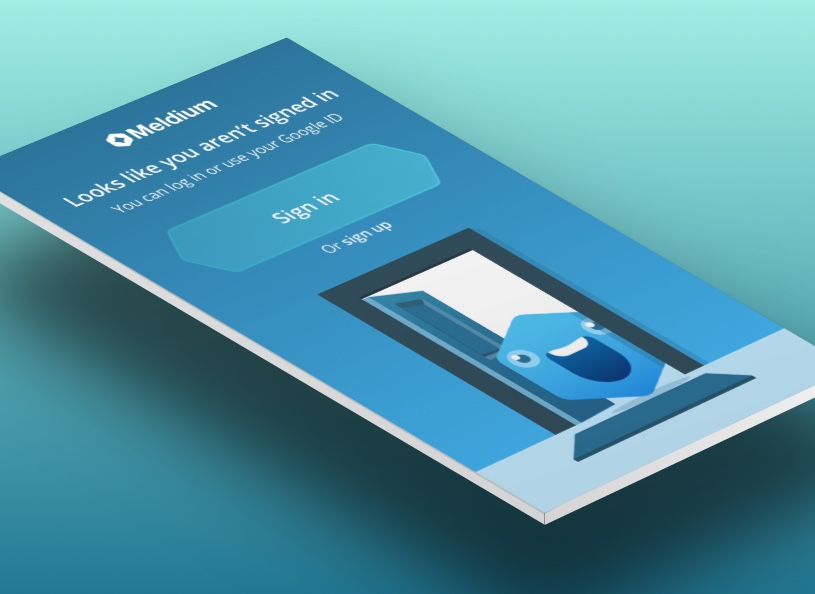 Meldium
Looks like you aren't signed in
You can log in or use your Google ID
Sign in
Or sign up